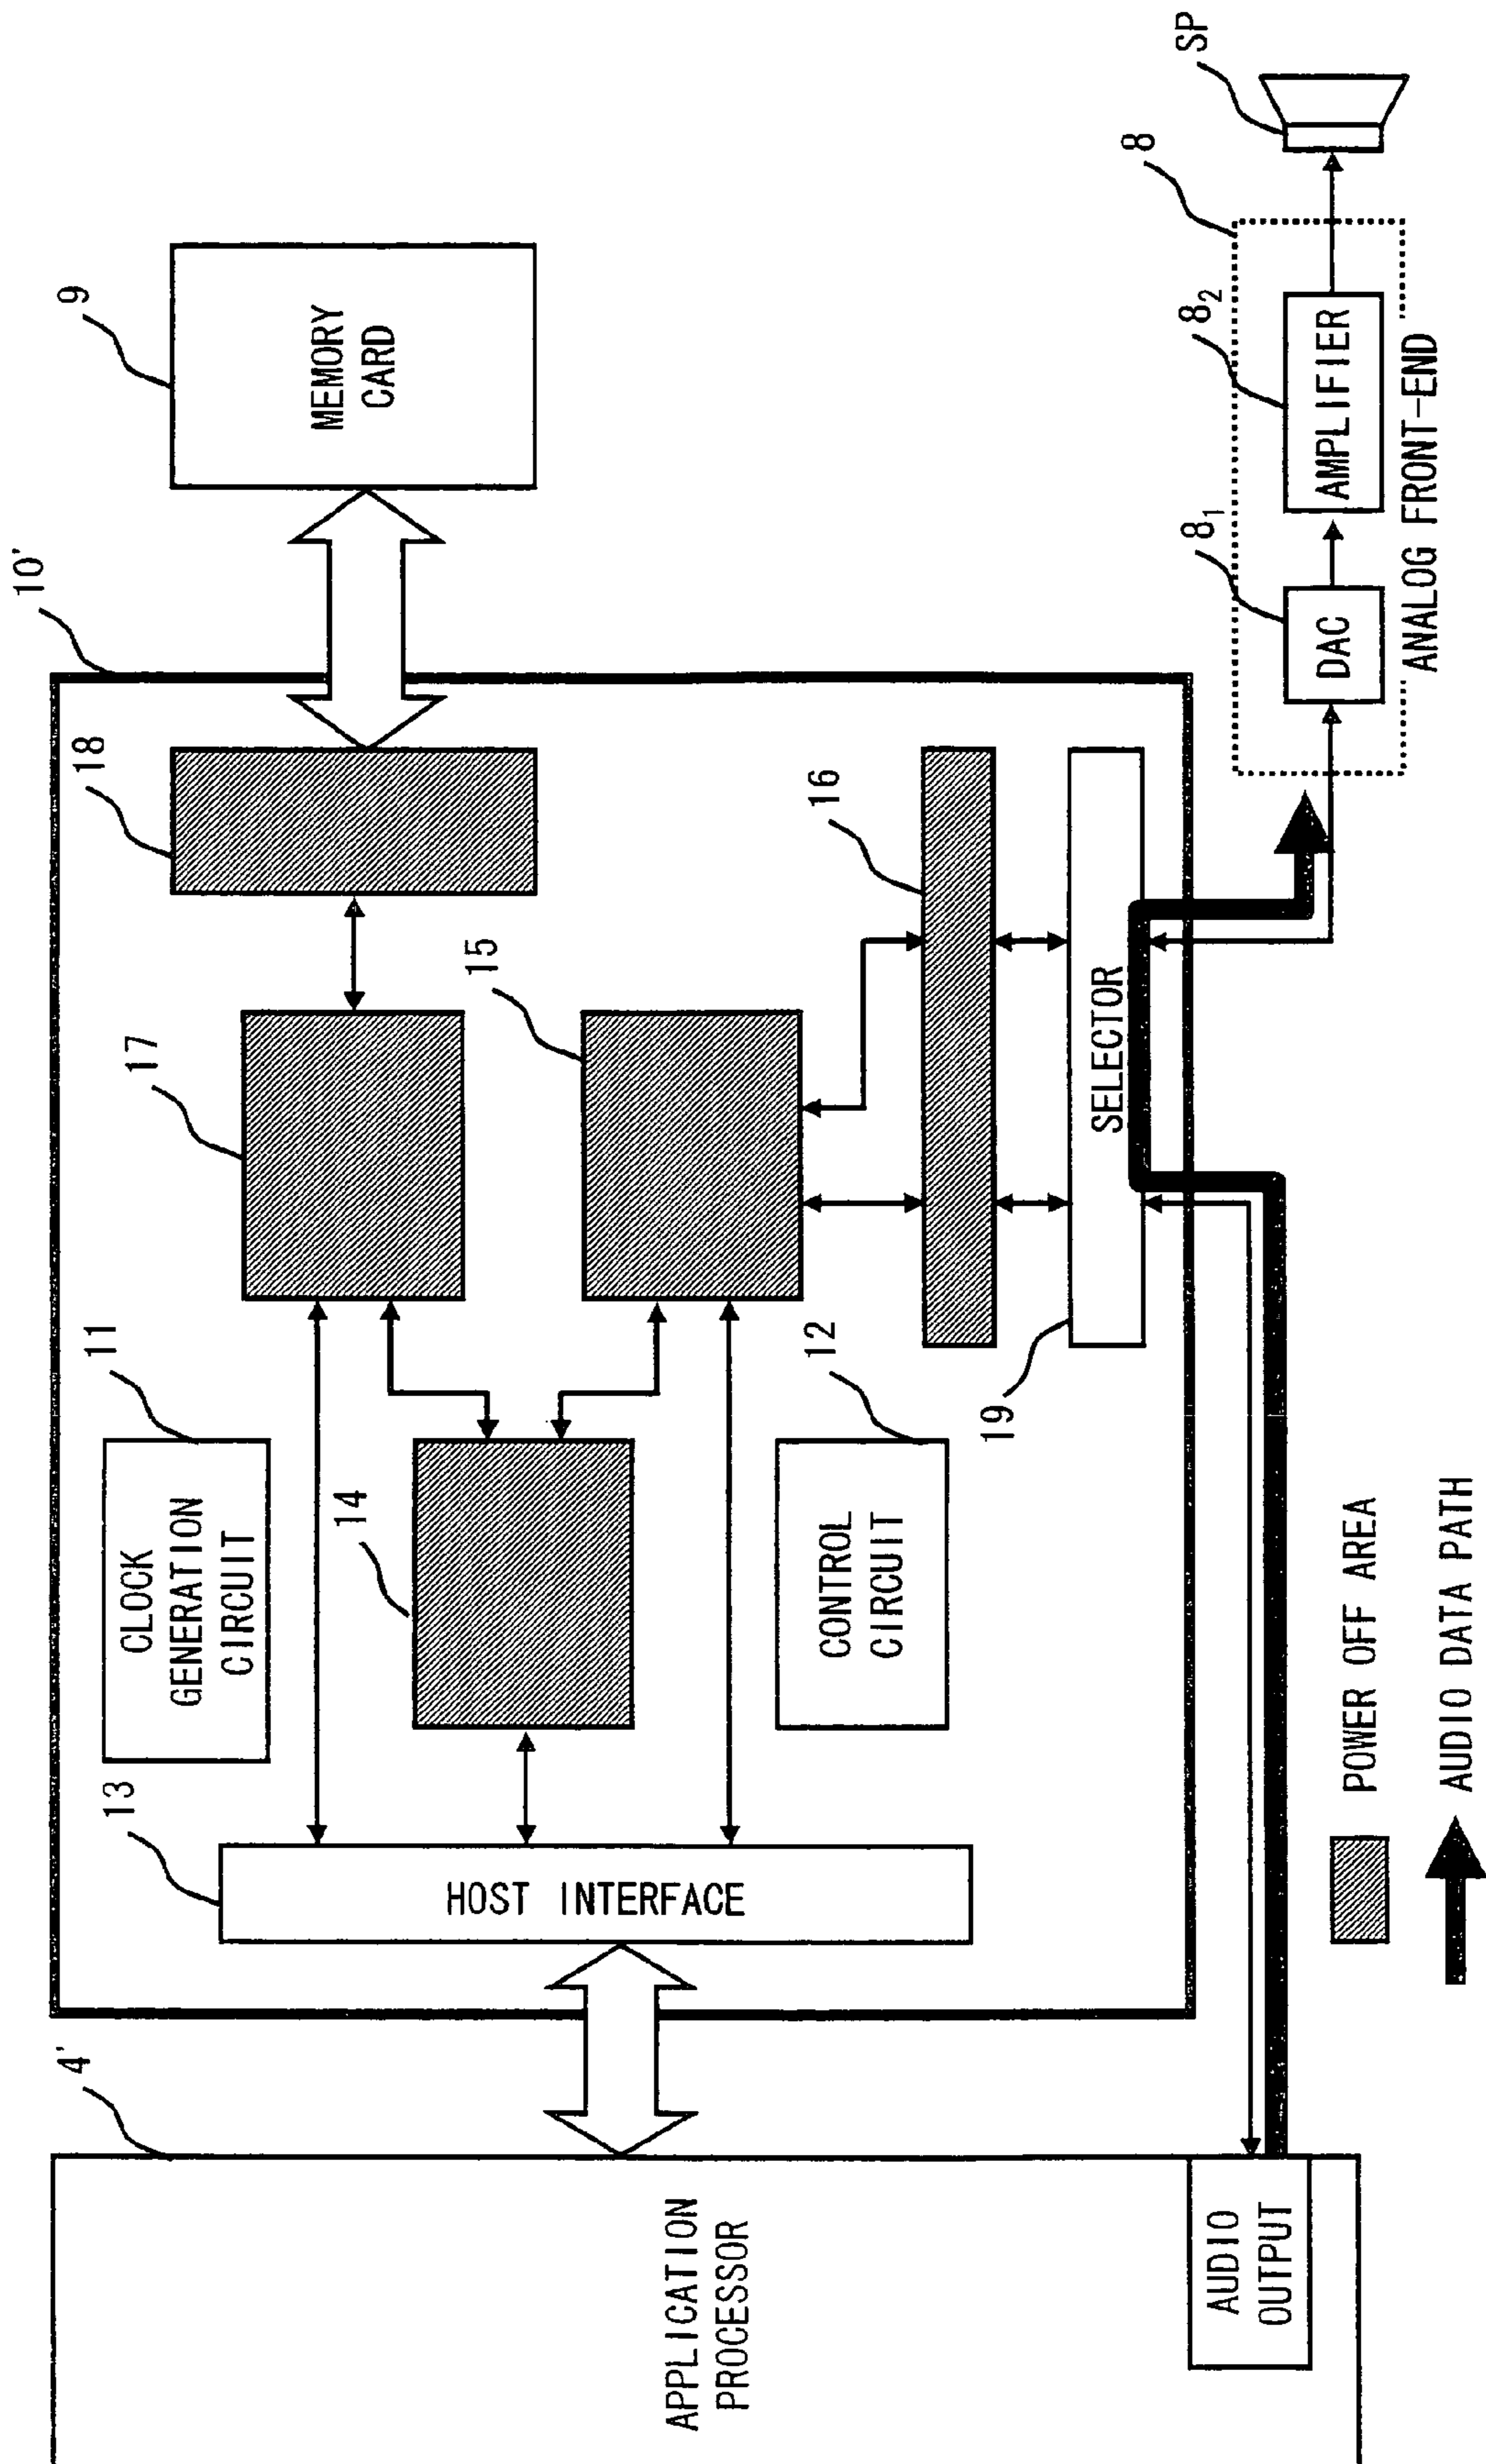 4'
APPLICATION
PROCESSOR
AUDIO
OUTPUT
10'
13
HOST INTERFACE
11
CLOCK
GENERATION
CIRCUIT
14
12
CONTROL
CIRCUIT
17
15
18
16
19
SELECTOR
9
MEMORY
CARD
8
8₁
DAC
8₂
AMPLIFIER
ANALOG FRONT-END
SP
POWER OFF AREA
AUDIO DATA PATH